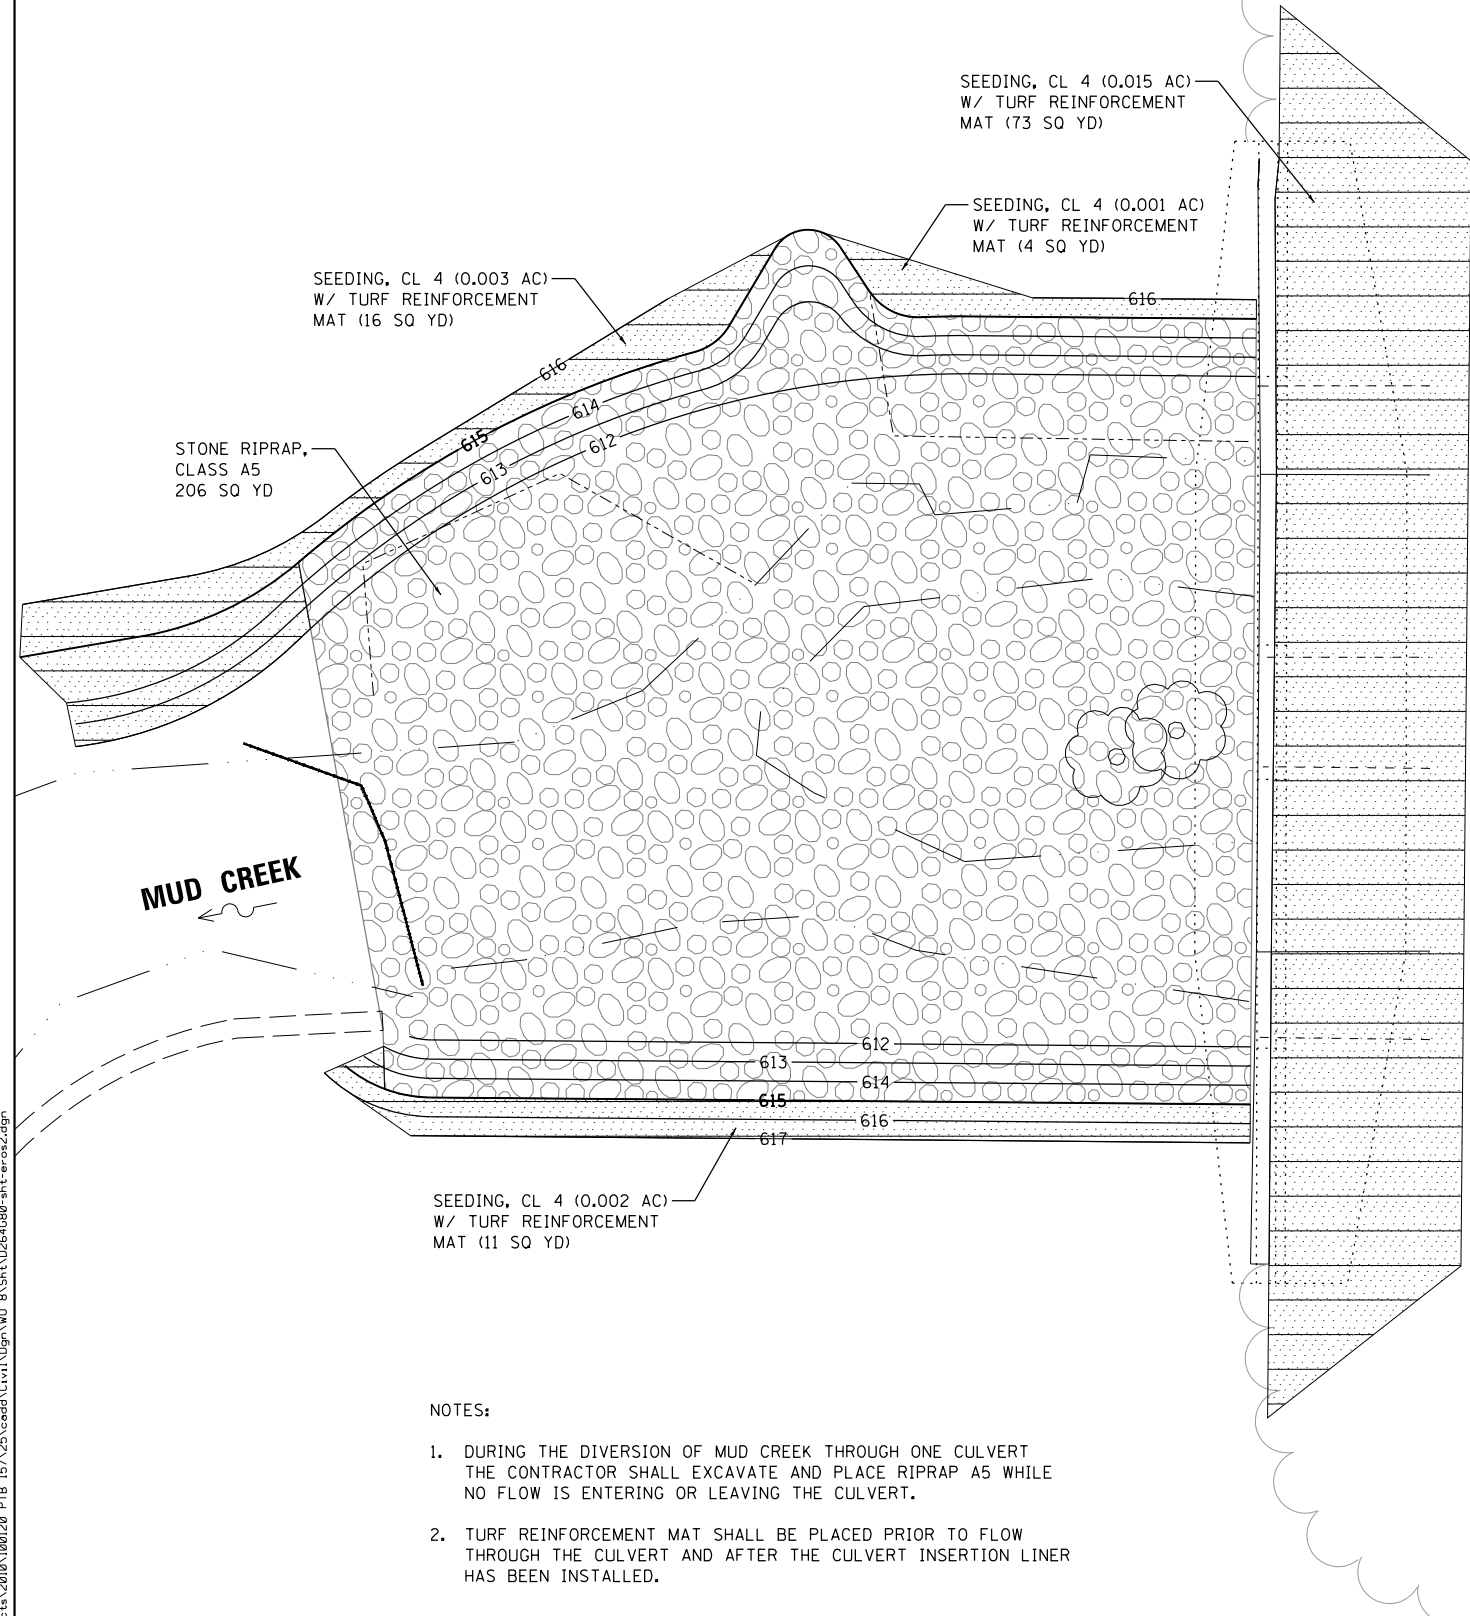 SEEDING, CL 4 (0.015 AC)
W/ TURF REINFORCEMENT
MAT (73 SQ YD)
SEEDING, CL 4 (0.001 AC)
W/ TURF REINFORCEMENT
MAT (4 SQ YD)
SEEDING, CL 4 (0.003 AC)
W/ TURF REINFORCEMENT
MAT (16 SQ YD)
616
616
614
615
612
613
STONE RIPRAP,
CLASS A5
206 SQ YD
MUD CREEK
612
613
614
615
616
617
SEEDING, CL 4 (0.002 AC)
W/ TURF REINFORCEMENT
MAT (11 SQ YD)
NOTES:
1. DURING THE DIVERSION OF MUD CREEK THROUGH ONE CULVERT
THE CONTRACTOR SHALL EXCAVATE AND PLACE RIPRAP A5 WHILE
NO FLOW IS ENTERING OR LEAVING THE CULVERT.
2. TURF REINFORCEMENT MAT SHALL BE PLACED PRIOR TO FLOW
THROUGH THE CULVERT AND AFTER THE CULVERT INSERTION LINER
HAS BEEN INSTALLED.